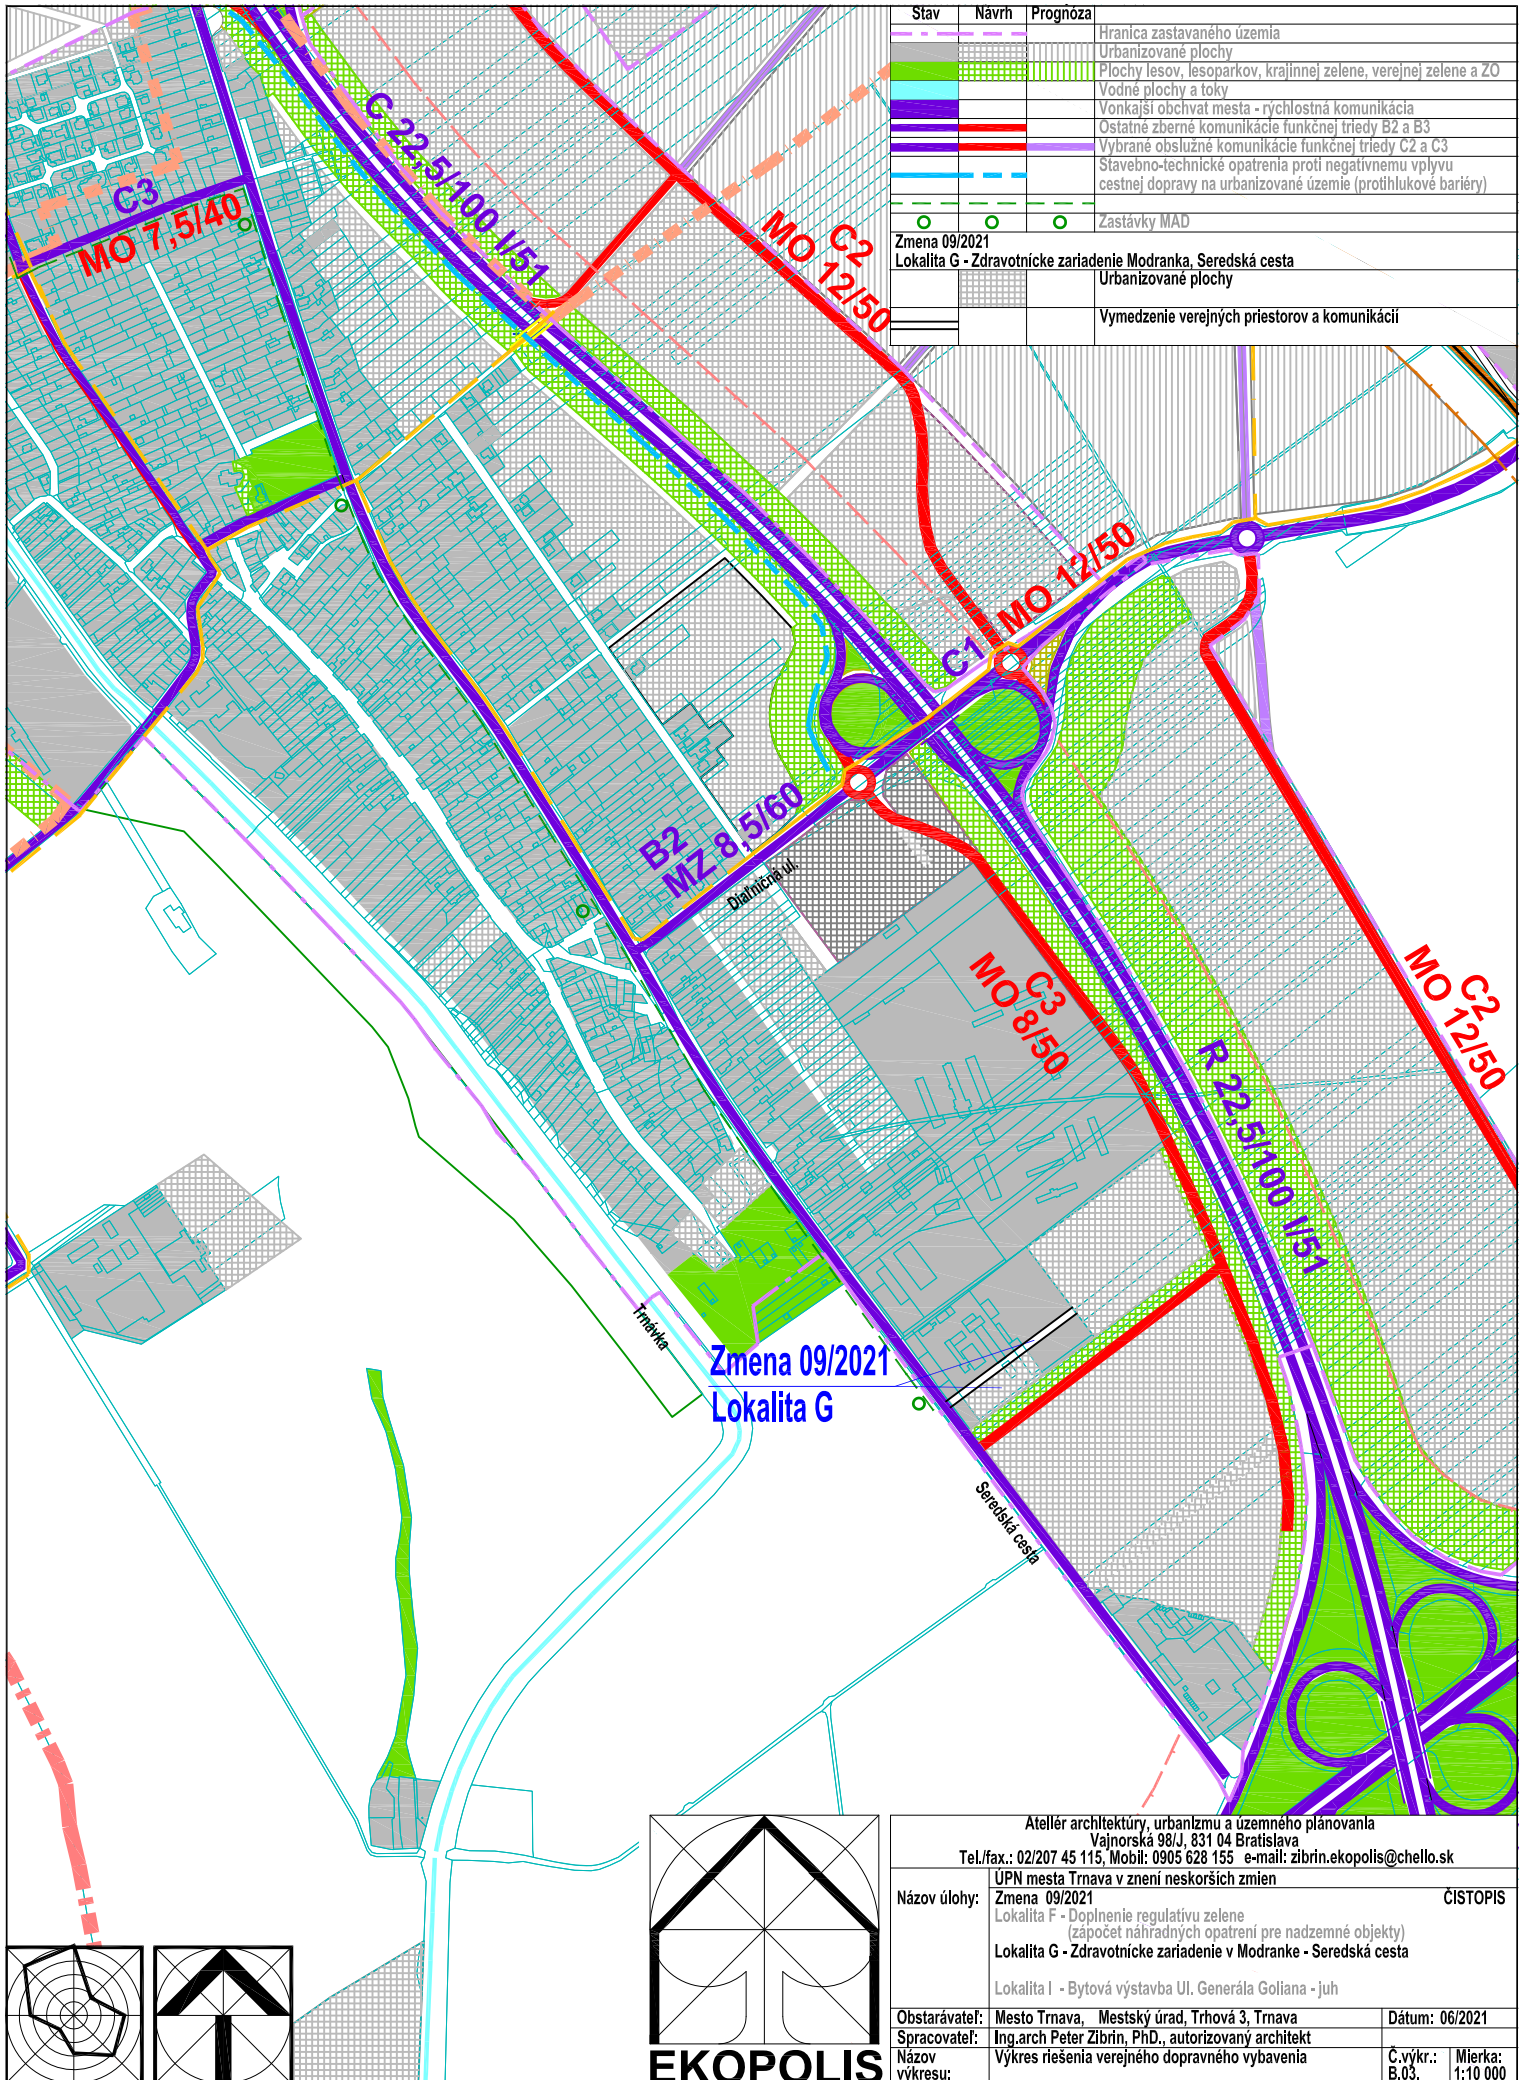 Stav Návrh Prognóza
Hranica zastavaného územia
Urbanizované plochy
Plochy lesov, lesoparkov, krajinnej zelene, verejnej zelene a ZO
Vodné plochy a toky
Vonkajší obchvat mesta - rýchlostná komunikácia
Ostatné zberné komunikácie funkčnej triedy B2 a B3
Vybrané obslužné komunikácie funkčnej triedy C2 a C3
Stavebno-technické opatrenia proti negatívnemu vplyvu
cestnej dopravy na urbanizované územie (protihlukové bariéry)
Zastávky MAD
Zmena 09/2021
Lokalita G - Zdravotnícke zariadenie Modranka, Seredská cesta
Urbanizované plochy
Vymedzenie verejných priestorov a komunikácií
C 22,5/100 I/51
C3
MO 7,5/40
C2
MO 12/50
MO 12/50
C1
B2
MZ 8,5/60
Diaľničná ul.
C3
MO 8/50
C2
MO 12/50
R 22,5/100 I/51
Trnávka
Zmena 09/2021
Lokalita G
Seredská cesta
EKOPOLIS
Ateliér architektúry, urbanizmu a územného plánovania
Vajnorská 98/J, 831 04 Bratislava
Tel./fax.: 02/207 45 115, Mobil: 0905 628 155 e-mail: zibrin.ekopolis@chello.sk
Názov úlohy:
ÚPN mesta Trnava v znení neskorších zmien
Zmena 09/2021 ČISTOPIS
Lokalita F - Doplnenie regulatívu zelene
(zápočet náhradných opatrení pre nadzemné objekty)
Lokalita G - Zdravotnícke zariadenie v Modranke - Seredská cesta
Lokalita I - Bytová výstavba Ul. Generála Goliana - juh
Obstarávateľ: Mesto Trnava, Mestský úrad, Trhová 3, Trnava Dátum: 06/2021
Spracovateľ: Ing.arch Peter Zibrin, PhD., autorizovaný architekt
Názov výkresu: Výkres riešenia verejného dopravného vybavenia Č.výkr.: B.03. Mierka: 1:10 000